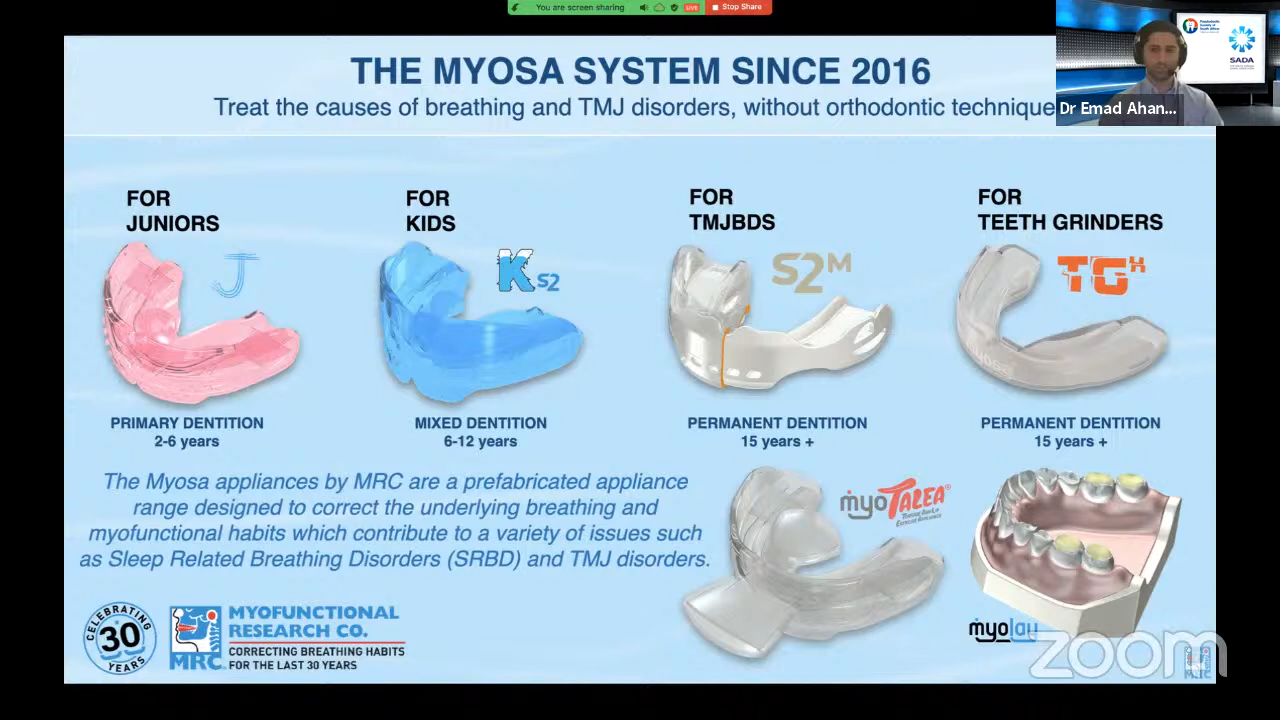 You are screen sharing
LIVE
Stop Share
SADA
Dr Emad Ahan...
THE MYOSA SYSTEM SINCE 2016
Treat the causes of breathing and TMJ disorders, without orthodontic technique
FOR
JUNIORS
J
FOR
KIDS
K S2
FOR
TMJBDS
S2M
FOR
TEETH GRINDERS
TGH
PRIMARY DENTITION
2-6 years
MIXED DENTITION
6-12 years
PERMANENT DENTITION
15 years +
PERMANENT DENTITION
15 years +
The Myosa appliances by MRC are a prefabricated appliance
range designed to correct the underlying breathing and
myofunctional habits which contribute to a variety of issues such
as Sleep Related Breathing Disorders (SRBD) and TMJ disorders.
myoTALEA®
CELEBRATING
30
YEARS
MRC
MYOFUNCTIONAL
RESEARCH CO.
CORRECTING BREATHING HABITS
FOR THE LAST 30 YEARS
myolay
zoom
MRC